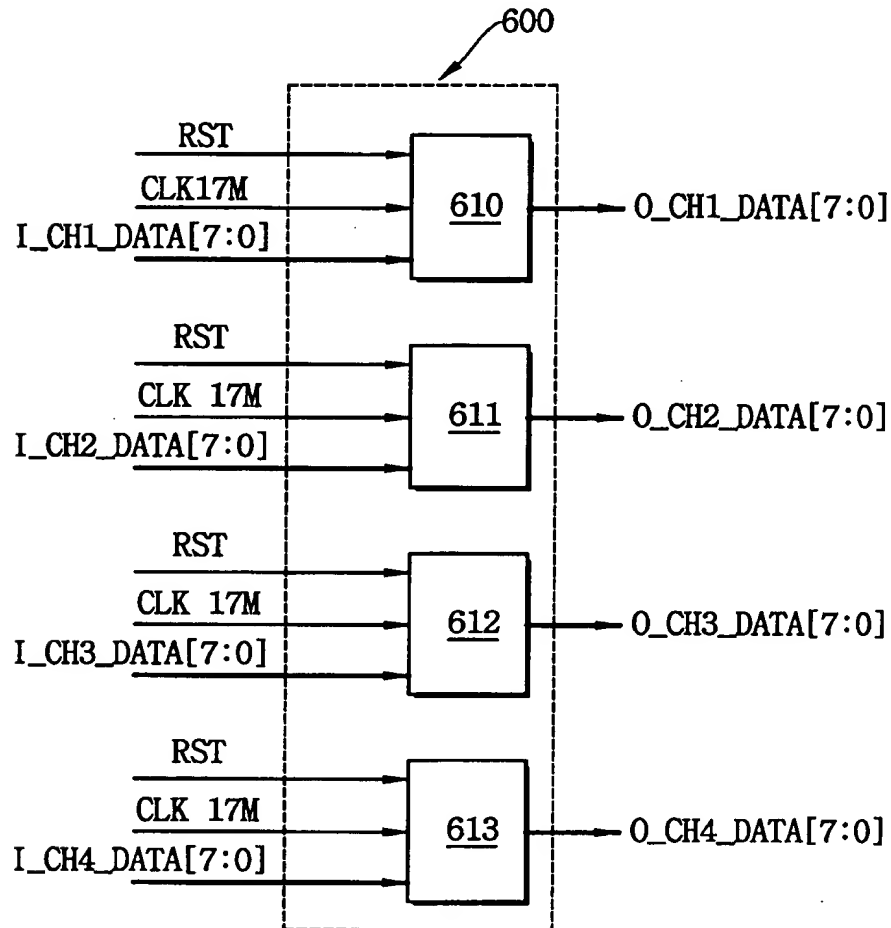 600
RST
CLK17M
I_CH1_DATA[7:0]
610
O_CH1_DATA[7:0]
RST
CLK 17M
I_CH2_DATA[7:0]
611
O_CH2_DATA[7:0]
RST
CLK 17M
I_CH3_DATA[7:0]
612
O_CH3_DATA[7:0]
RST
CLK 17M
I_CH4_DATA[7:0]
613
O_CH4_DATA[7:0]